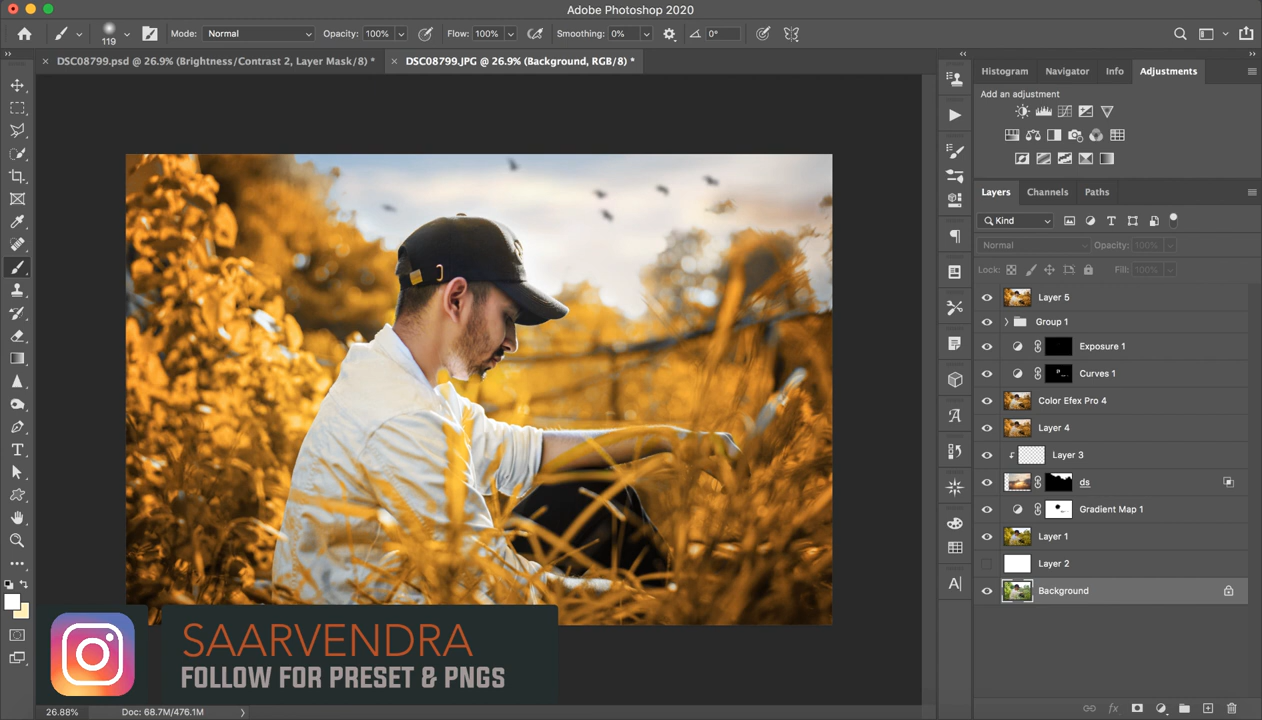 Adobe Photoshop 2020
119
Mode: Normal
Opacity: 100%
Flow: 100%
Smoothing: 0%
0°
DSC08799.psd @ 26.9% (Brightness/Contrast 2, Layer Mask/8) *
DSC08799.JPG @ 26.9% (Background, RGB/8) *
Histogram
Navigator
Info
Adjustments
Add an adjustment
Layers
Channels
Paths
Kind
Normal
Opacity: 100%
Lock:
Fill: 100%
Layer 5
Group 1
Exposure 1
Curves 1
Color Efex Pro 4
Layer 4
Layer 3
ds
Gradient Map 1
Layer 1
Layer 2
Background
SAARVENDRA
FOLLOW FOR PRESET & PNGS
26.88%
Doc: 68.7M/476.1M
fx